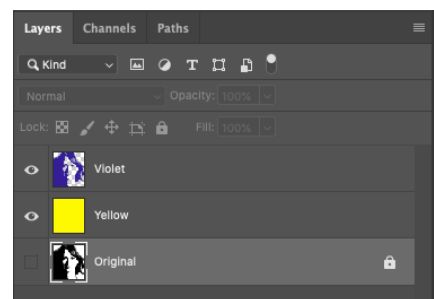 Layers Channels Paths
Kind T
Normal Opacity: 100%
Lock: Fill: 100%
Violet
Yellow
Original